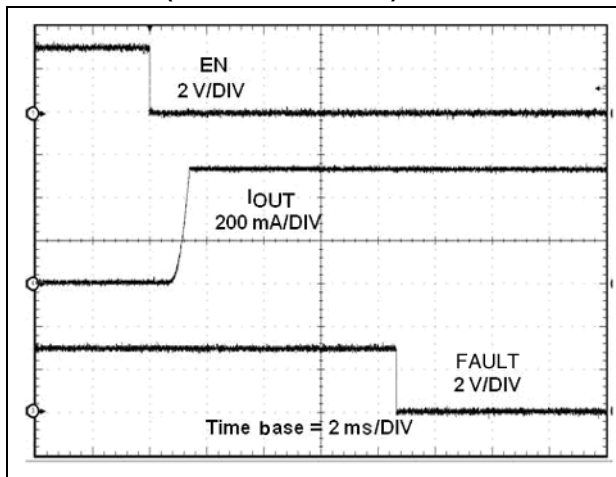 EN
2 V/DIV
IOUT
200 mA/DIV
FAULT
2 V/DIV
Time base = 2 ms/DIV